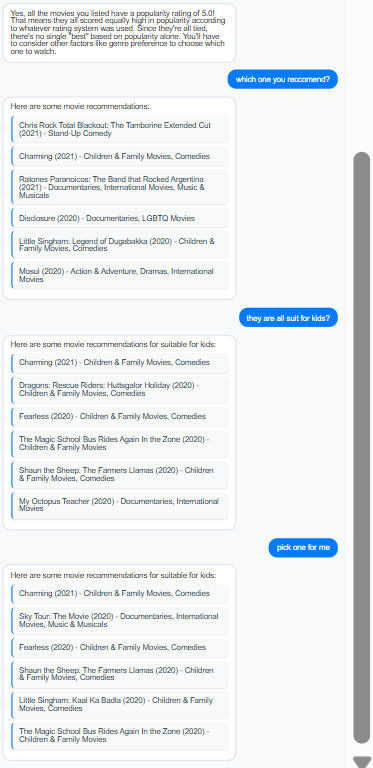 Yes, all the movies you listed have a popularity rating of 5.0!
That means they all scored equally high in popularity according
to whatever rating system was used. Since they're all tied,
there's no single "best" based on popularity alone. You'll have
to consider other factors like genre preference to choose which
one to watch.
which one you reccomend?
Here are some movie recommendations:
Chris Rock Total Blackout: The Tamborine Extended Cut
(2021) - Stand-Up Comedy
Charming (2021) - Children & Family Movies, Comedies
Ratones Paranoicos: The Band that Rocked Argentina
(2021) - Documentaries, International Movies, Music &
Musicals
Disclosure (2020) - Documentaries, LGBTQ Movies
Little Singham: Legend of Dugabakka (2020) - Children &
Family Movies, Comedies
Mosul (2020) - Action & Adventure, Dramas, International
Movies
they are all suit for kids?
Here are some movie recommendations for suitable for kids:
Charming (2021) - Children & Family Movies, Comedies
Dragons: Rescue Riders: Huttsgalor Holiday (2020) -
Children & Family Movies, Comedies
Fearless (2020) - Children & Family Movies, Comedies
The Magic School Bus Rides Again In the Zone (2020) -
Children & Family Movies
Shaun the Sheep: The Farmers Llamas (2020) - Children
& Family Movies, Comedies
My Octopus Teacher (2020) - Documentaries, International
Movies
pick one for me
Here are some movie recommendations for suitable for kids:
Charming (2021) - Children & Family Movies, Comedies
Sky Tour: The Movie (2020) - Documentaries, International
Movies, Music & Musicals
Fearless (2020) - Children & Family Movies, Comedies
Shaun the Sheep: The Farmers Llamas (2020) - Children
& Family Movies, Comedies
Little Singham: Kaal Ka Badla (2020) - Children & Family
Movies, Comedies
The Magic School Bus Rides Again In the Zone (2020) -
Children & Family Movies